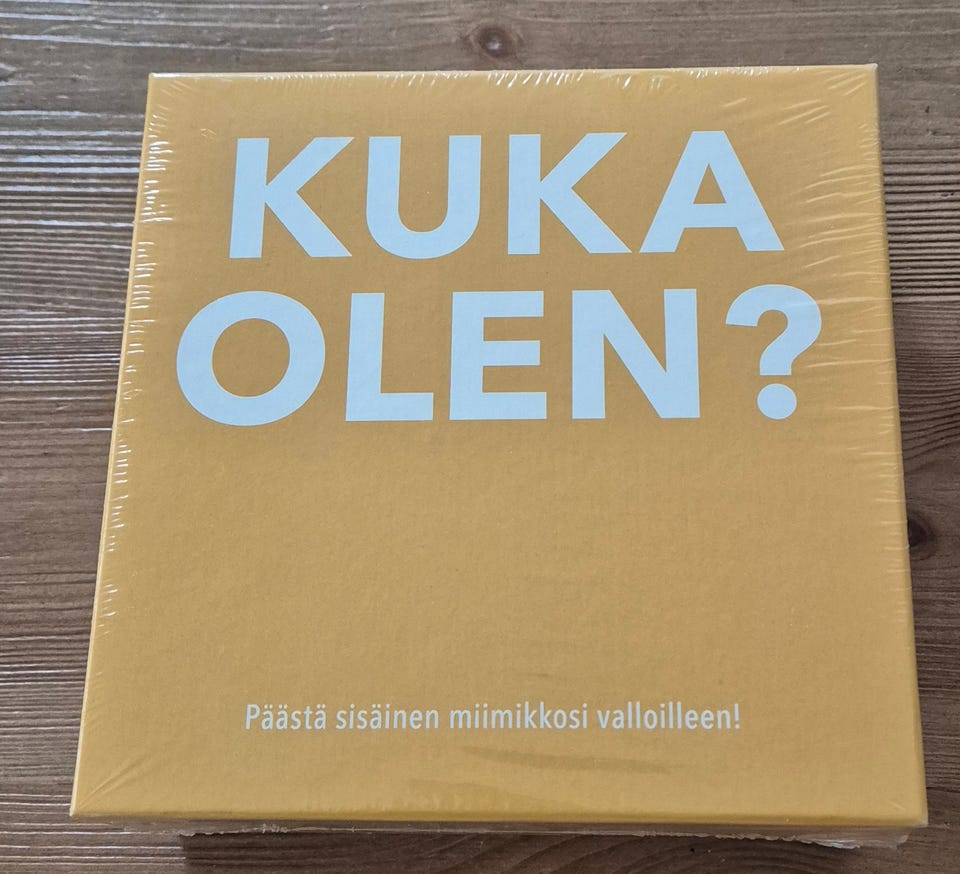 KUKA
OLEN?
Päästä sisäinen miimikkosi valloilleen!